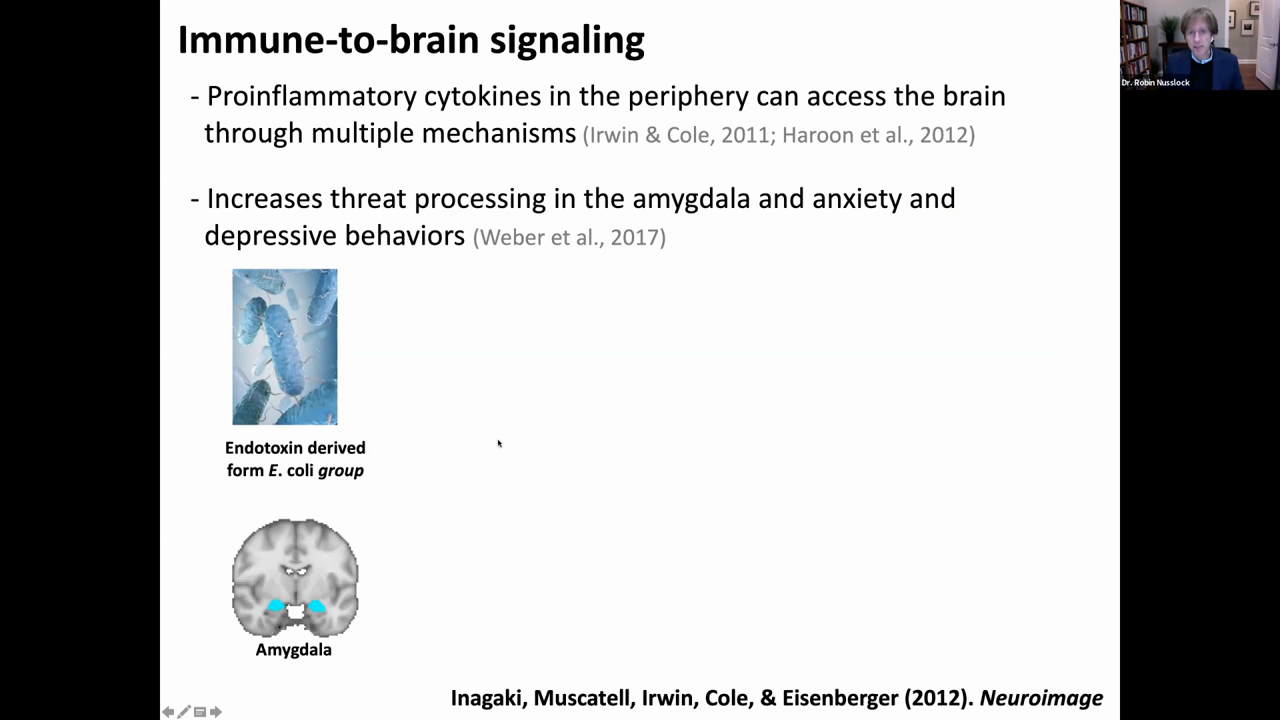 Immune-to-brain signaling
- Proinflammatory cytokines in the periphery can access the brain
through multiple mechanisms (Irwin & Cole, 2011; Haroon et al., 2012)
- Increases threat processing in the amygdala and anxiety and
depressive behaviors (Weber et al., 2017)
Endotoxin derived
form E. coli group
Amygdala
Inagaki, Muscatell, Irwin, Cole, & Eisenberger (2012). Neuroimage
Dr. Robin Nusslock